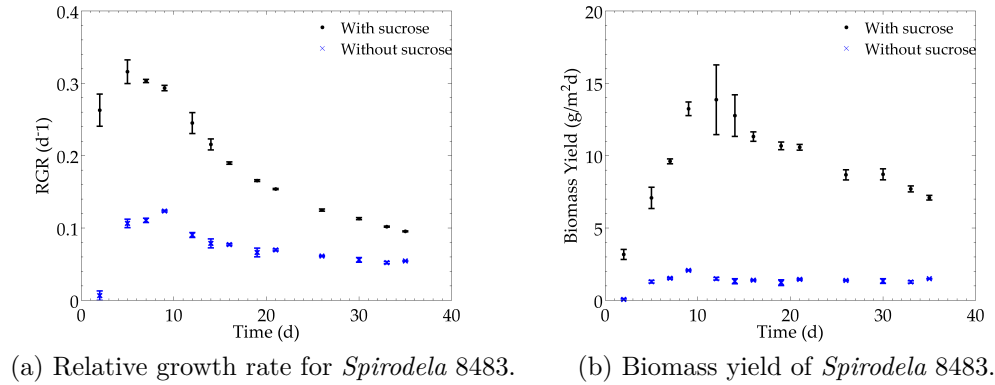 0.4
0.3
0.2
0.1
0
RGR (d-1)
0 10 20 30 40
Time (d)
With sucrose
Without sucrose
20
15
10
5
0
Biomass Yield (g/m2d)
0 10 20 30 40
Time (d)
With sucrose
Without sucrose
(a) Relative growth rate for Spirodela 8483.
(b) Biomass yield of Spirodela 8483.